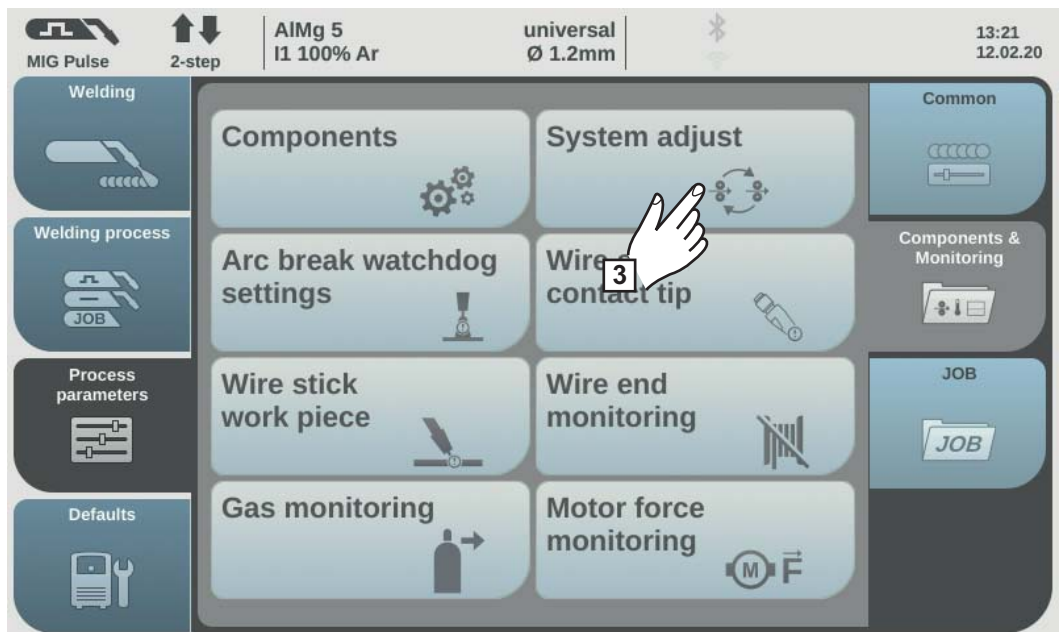 MIG Pulse
2-step
AlMg 5
I1 100% Ar
universal
Ø 1.2mm
13:21
12.02.20
Welding
Welding process
JOB
Process
parameters
Defaults
Components
System adjust
Arc break watchdog
settings
Wire
3
contact tip
Wire stick
work piece
Wire end
monitoring
Gas monitoring
Motor force
monitoring
M F
Common
Components &
Monitoring
JOB
JOB